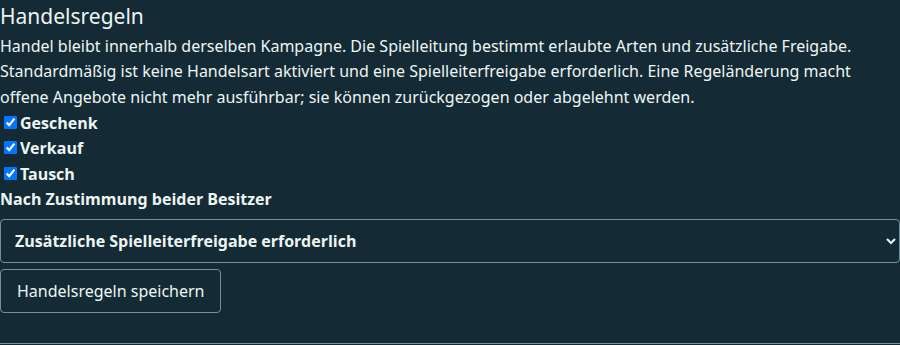 Handelsregeln
Handel bleibt innerhalb derselben Kampagne. Die Spielleitung bestimmt erlaubte Arten und zusätzliche Freigabe.
Standardmäßig ist keine Handelsart aktiviert und eine Spielleiterfreigabe erforderlich. Eine Regeländerung macht
offene Angebote nicht mehr ausführbar; sie können zurückgezogen oder abgelehnt werden.
Geschenk
Verkauf
Tausch
Nach Zustimmung beider Besitzer
Zusätzliche Spielleiterfreigabe erforderlich
Handelsregeln speichern